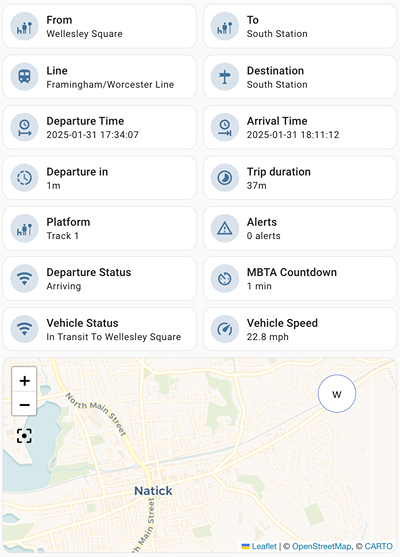 From
Wellesley Square
To
South Station
Line
Framingham/Worcester Line
Destination
South Station
Departure Time
2025-01-31 17:34:07
Arrival Time
2025-01-31 18:11:12
Departure in
1m
Trip duration
37m
Platform
Track 1
Alerts
0 alerts
Departure Status
Arriving
MBTA Countdown
1 min
Vehicle Status
In Transit To Wellesley Square
Vehicle Speed
22.8 mph
+
−
W
North Main Street
Natick
North Main Street
Leaflet | © OpenStreetMap, © CARTO